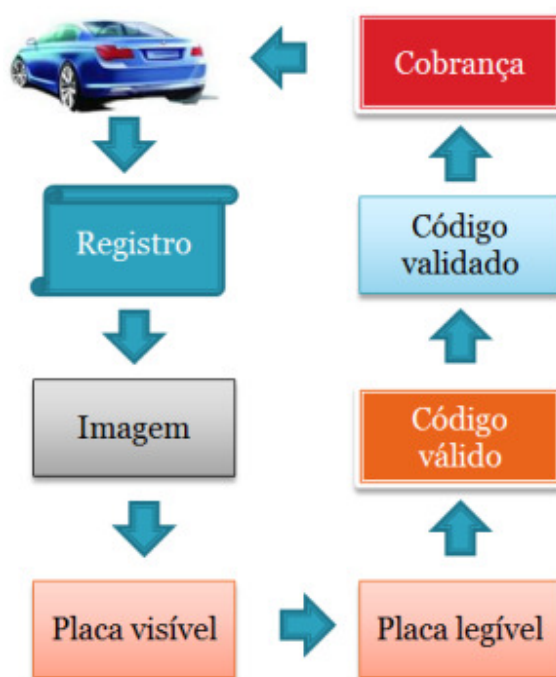 Cobrança
Registro
Código
validado
Imagem
Código
válido
Placa visível
Placa legível